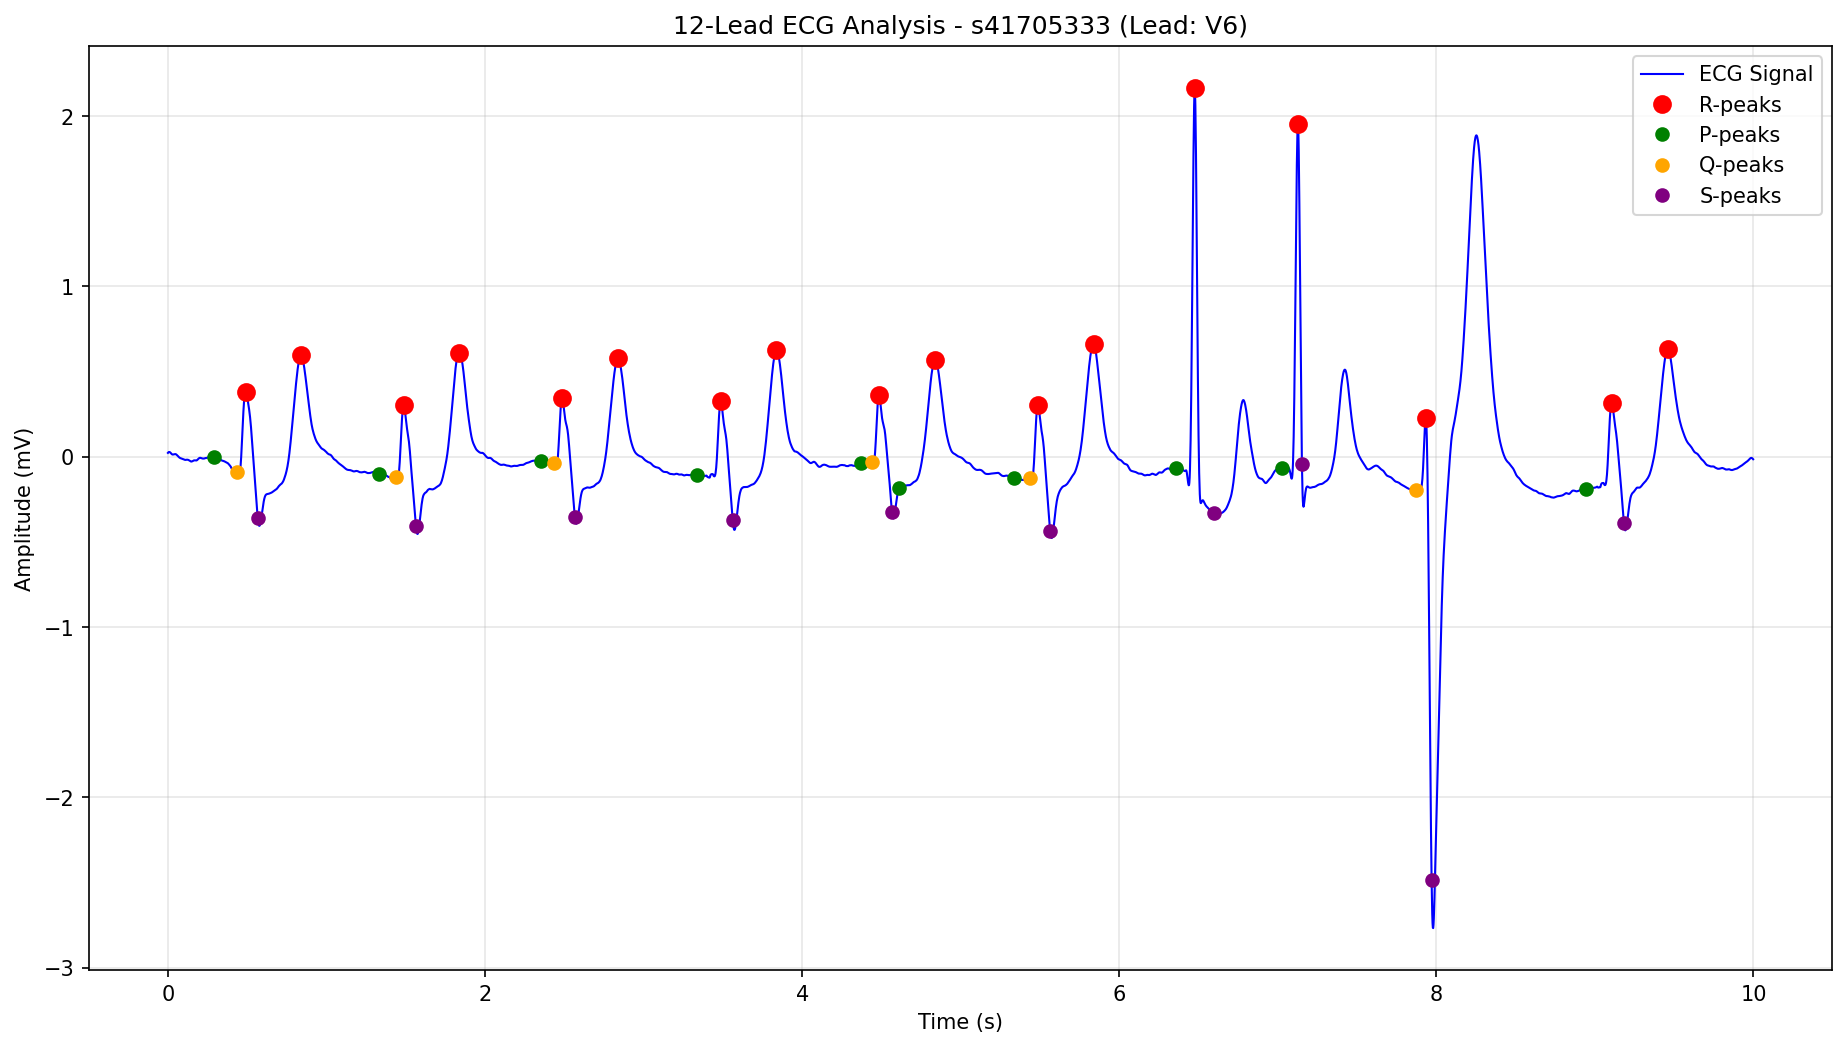 12-Lead ECG Analysis - s41705333 (Lead: V6)
ECG Signal
R-peaks
P-peaks
Q-peaks
S-peaks
Amplitude (mV)
2
1
0
−1
−2
−3
0 2 4 6 8 10
Time (s)